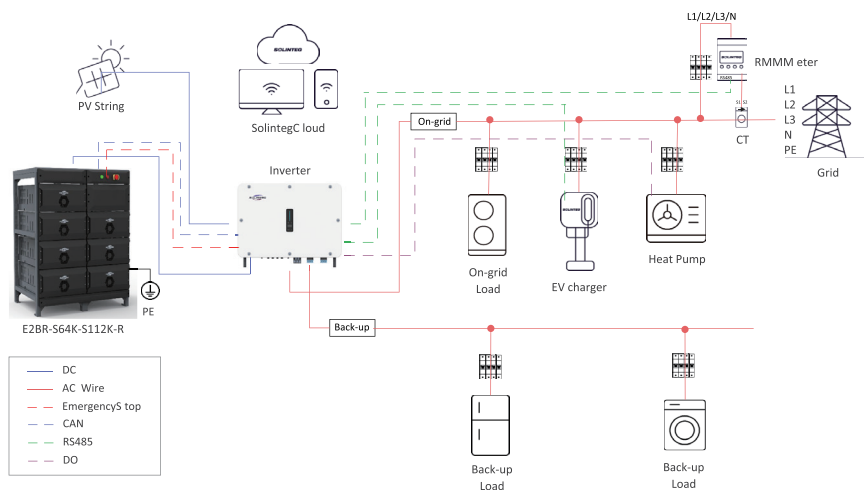 L1/L2/L3/N
SOLINTEG
SOLINTEG
RMMM eter
RS485
PV String
SolintegC loud
L1
L2
L3
N
PE
S1 S2
On-grid
CT
Grid
Inverter
SOLINTEG
On-grid
Load
EV charger
Heat Pump
PE
E2BR-S64K-S112K-R
Back-up
DC
AC Wire
EmergencyS top
CAN
RS485
DO
Back-up
Load
Back-up
Load